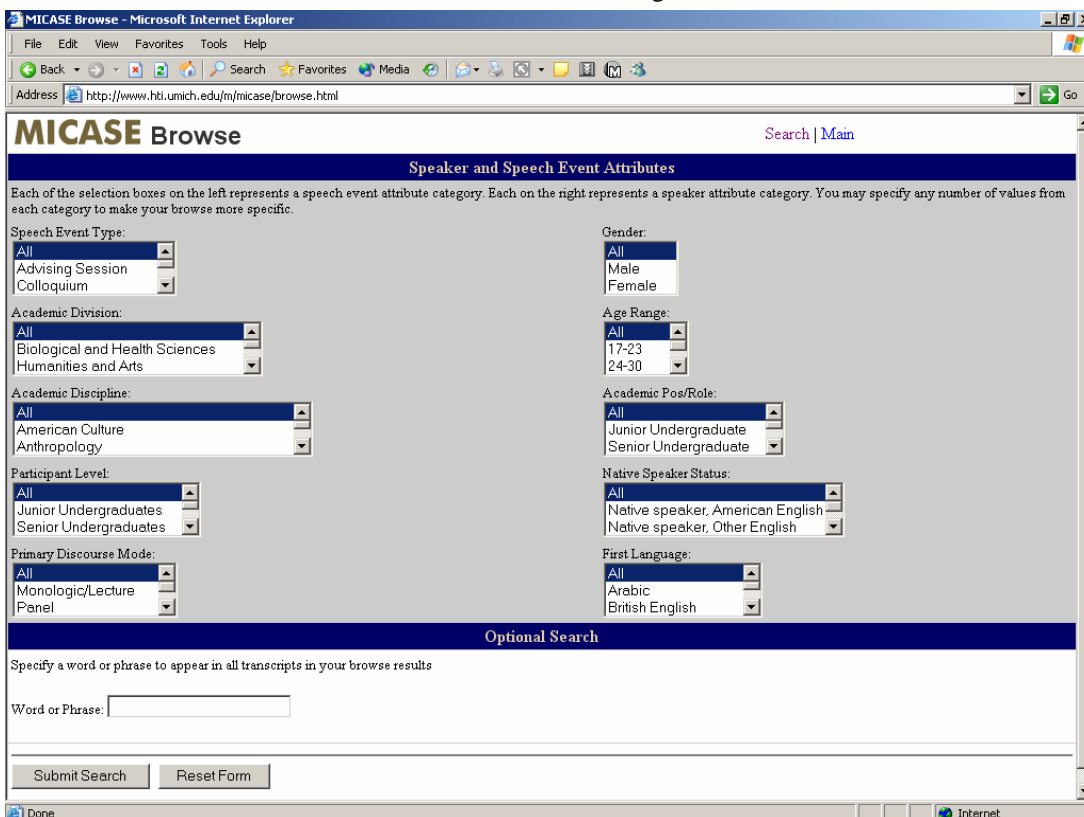 MICASE Browse - Microsoft Internet Explorer
File Edit View Favorites Tools Help
Back Search Favorites Media
Address http://www.hti.umich.edu/m/micase/browse.html Go
MICASE Browse
Search | Main
Speaker and Speech Event Attributes
Each of the selection boxes on the left represents a speech event attribute category. Each on the right represents a speaker attribute category. You may specify any number of values from
each category to make your browse more specific.
Speech Event Type:
All
Advising Session
Colloquium
Gender:
All
Male
Female
Academic Division:
All
Biological and Health Sciences
Humanities and Arts
Age Range:
All
17-23
24-30
Academic Discipline:
All
American Culture
Anthropology
Academic Pos/Role:
All
Junior Undergraduate
Senior Undergraduate
Participant Level:
All
Junior Undergraduates
Senior Undergraduates
Native Speaker Status:
All
Native speaker, American English
Native speaker, Other English
Primary Discourse Mode:
All
Monologic/Lecture
Panel
First Language:
All
Arabic
British English
Optional Search
Specify a word or phrase to appear in all transcripts in your browse results
Word or Phrase:
Submit Search Reset Form
Done Internet